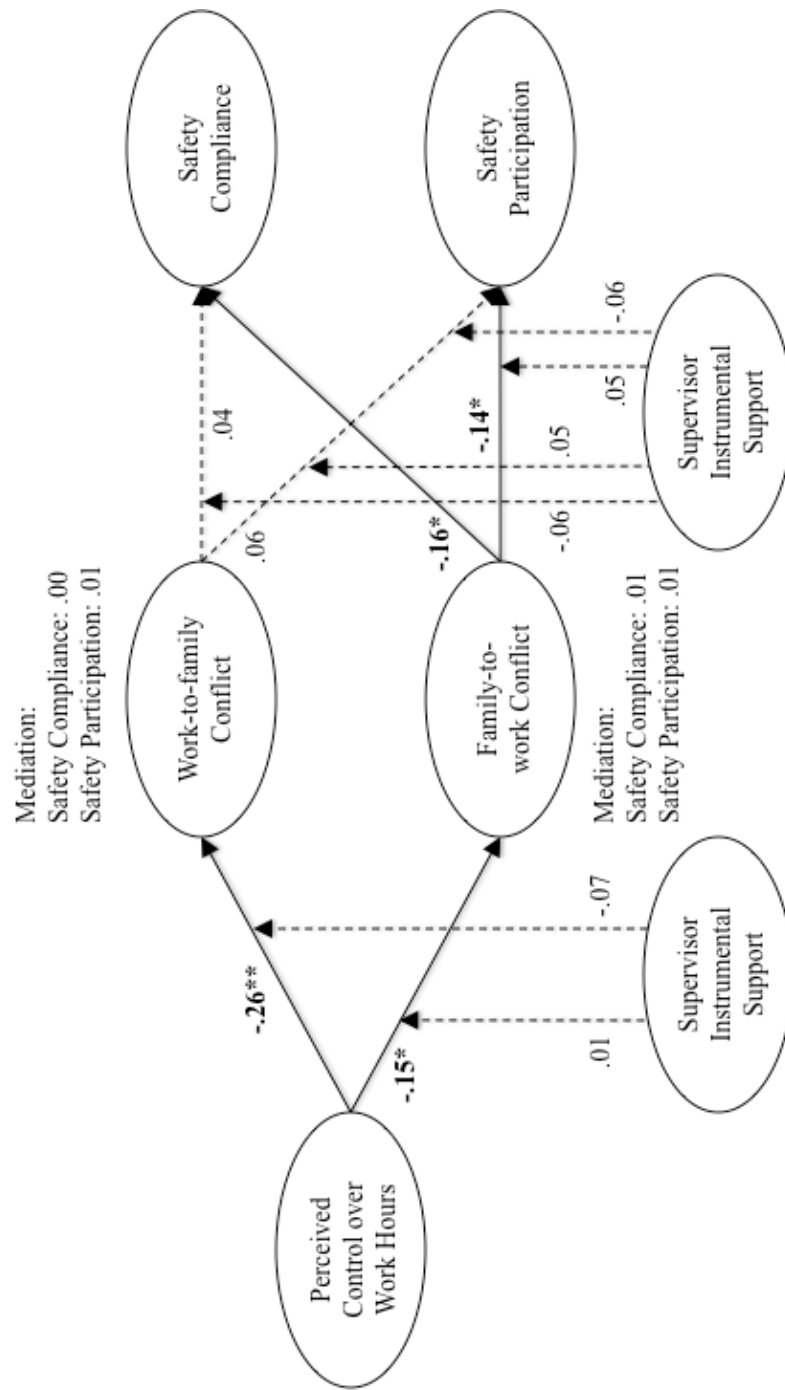 Mediation:
Safety Compliance: .00
Safety Participation: .01
Perceived
Control over
Work Hours
-.26**
-.15*
Work-to-family
Conflict
Family-to-
work Conflict
Mediation:
Safety Compliance: .01
Safety Participation: .01
.04
.06
-.16*
-.14*
Safety
Compliance
Safety
Participation
.01
-.07
Supervisor
Instrumental
Support
-.06
.05
.05
-.06
Supervisor
Instrumental
Support